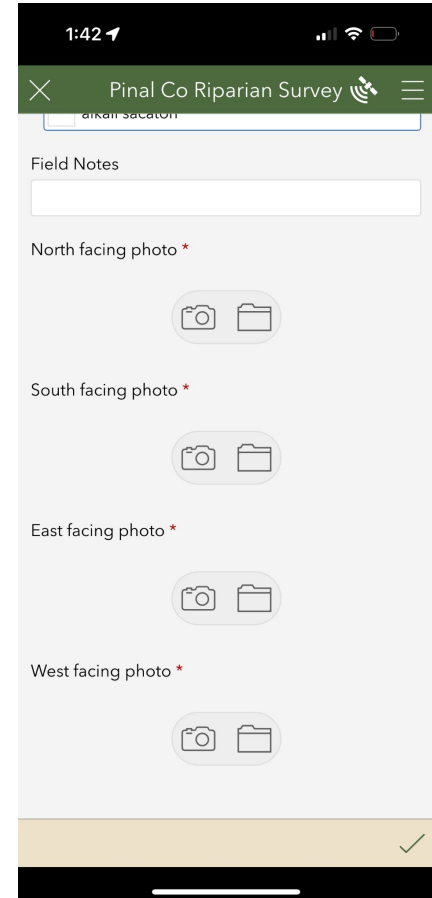 1:42
Pinal Co Riparian Survey
alkali sacaton
Field Notes
North facing photo *
South facing photo *
East facing photo *
West facing photo *